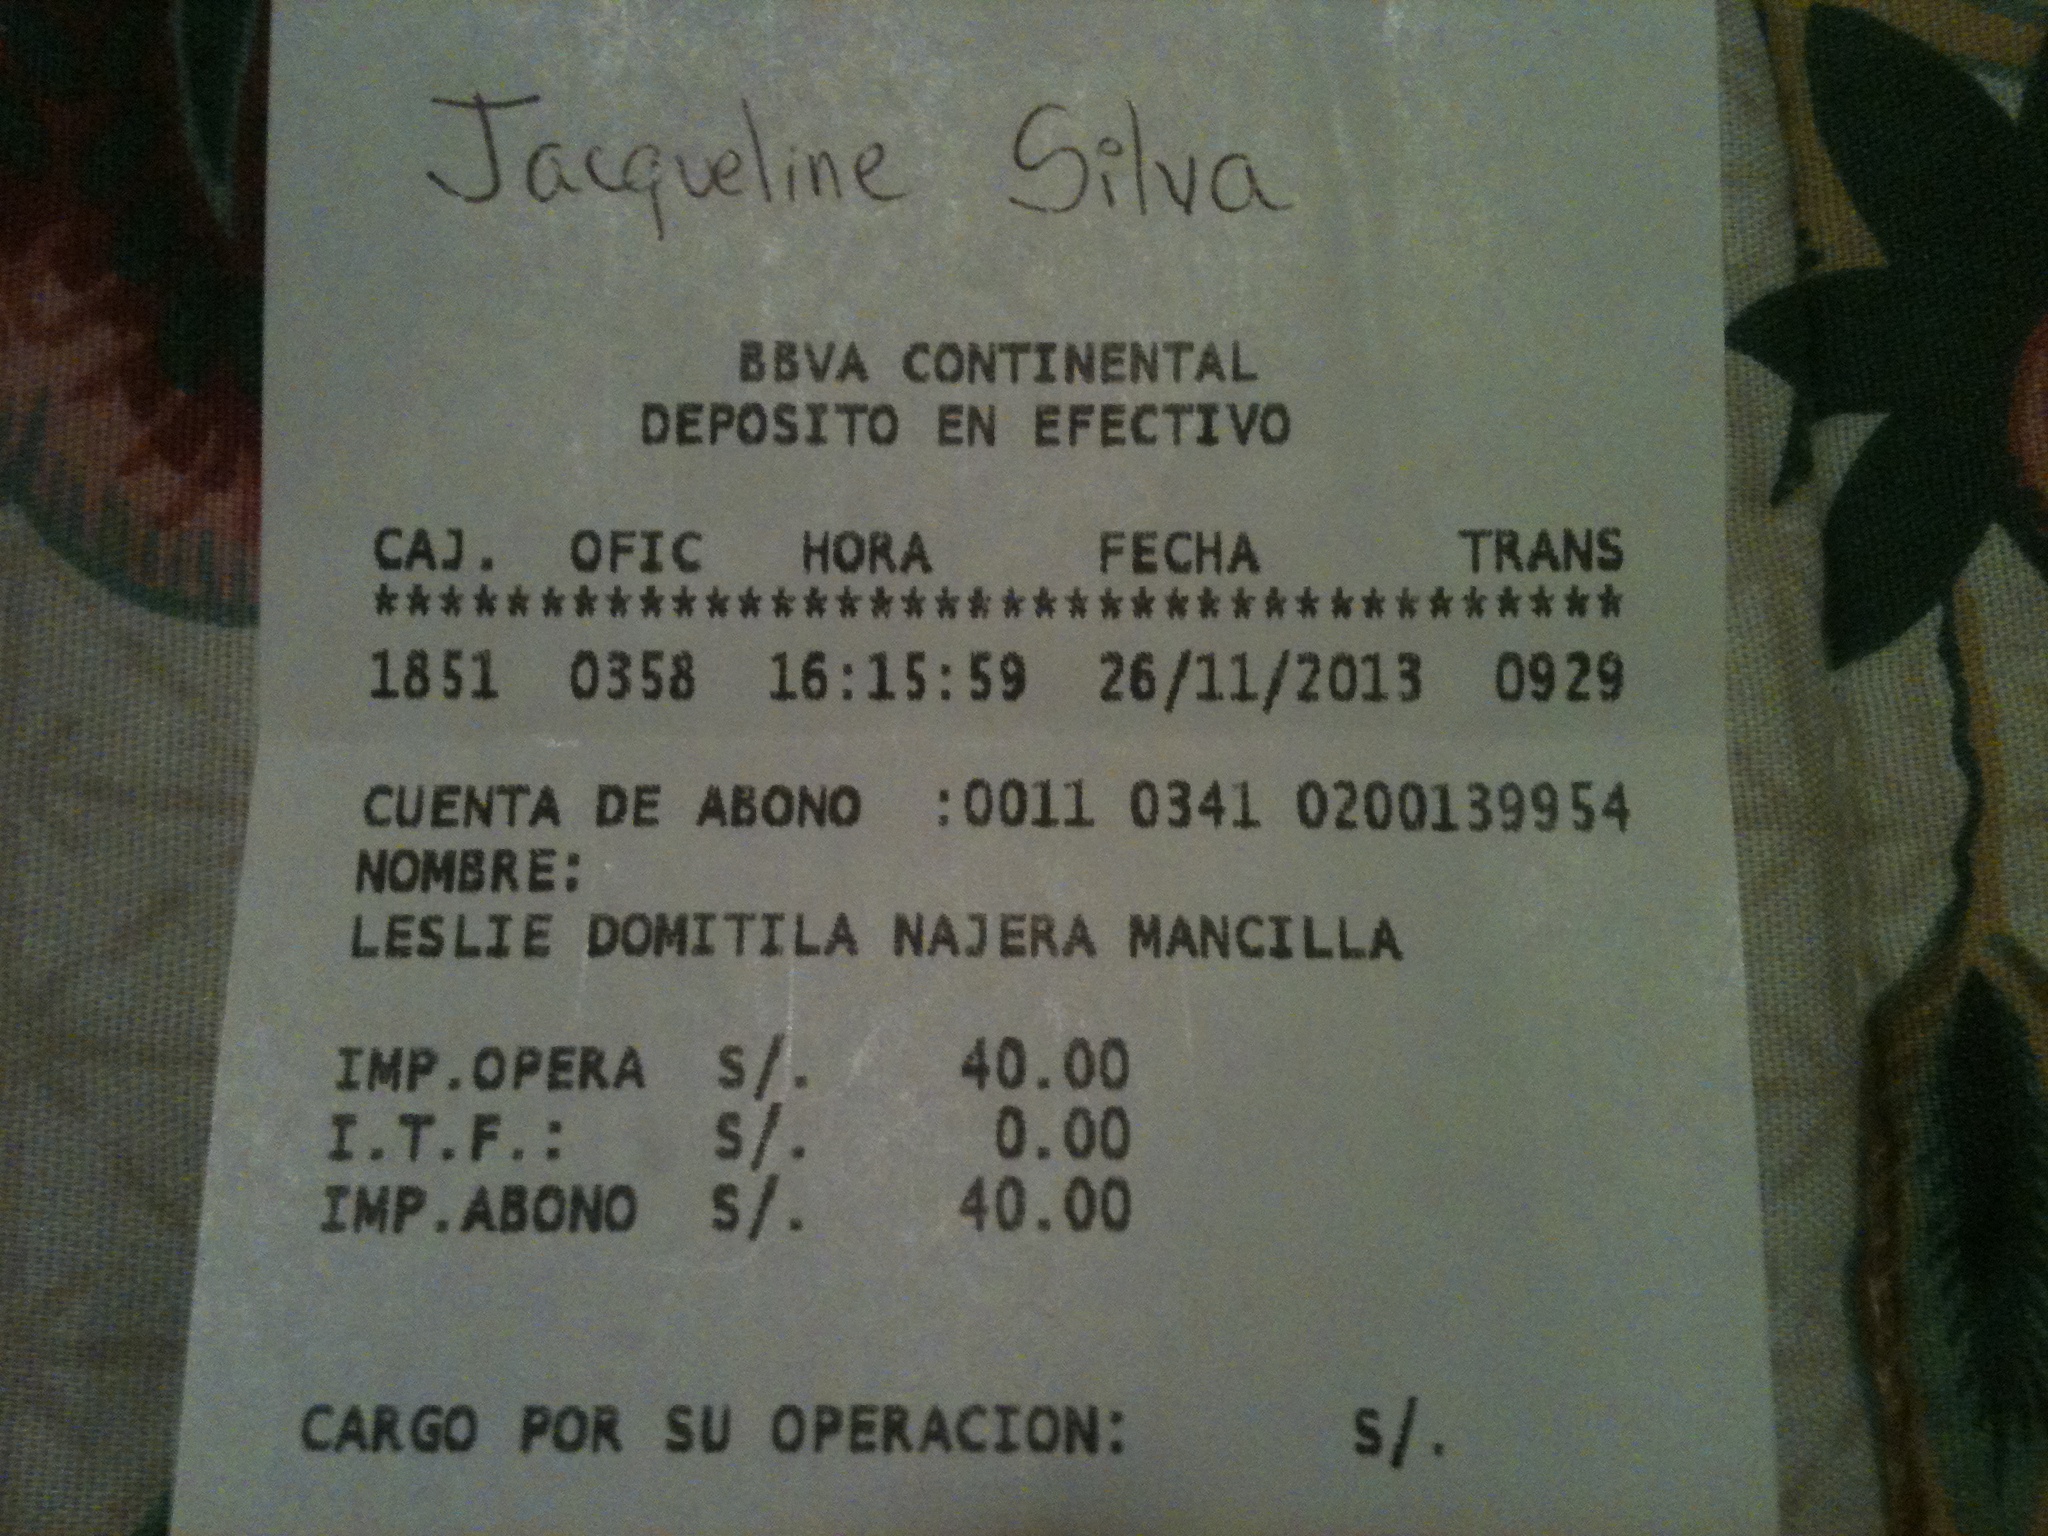 Jacqueline Silva
BBVA CONTINENTAL
DEPOSITO EN EFECTIVO
CAJ. OFIC HORA FECHA TRANS
**************************************
1851 0358 16:15:59 26/11/2013 0929
CUENTA DE ABONO :0011 0341 0200139954
NOMBRE:
LESLIE DOMITILA NAJERA MANCILLA
IMP.OPERA S/. 40.00
I.T.F.: S/. 0.00
IMP.ABONO S/. 40.00
CARGO POR SU OPERACION: S/.